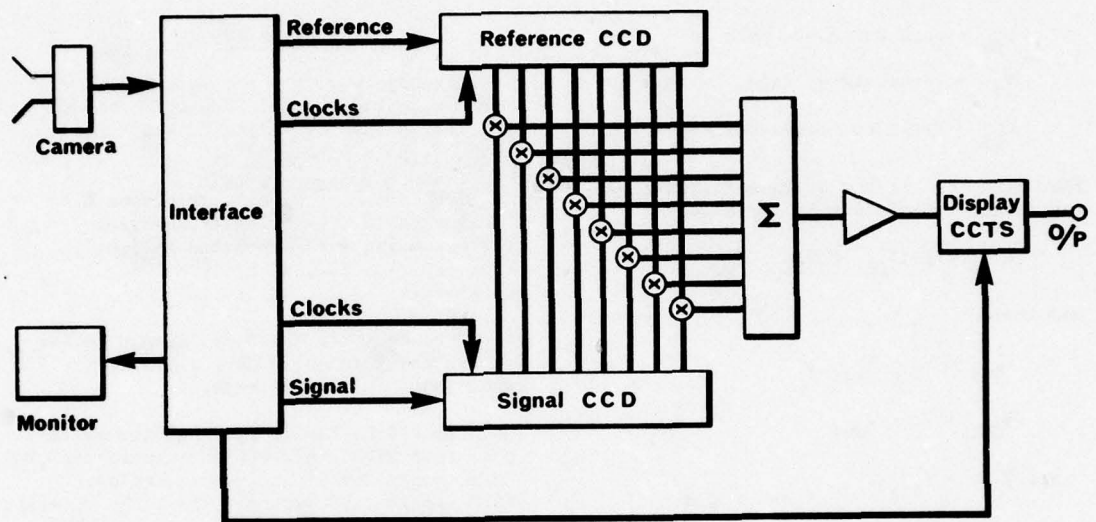 Reference
Reference CCD
Clocks
Camera
Interface
Σ
Display
CCTS
O/P
Clocks
Signal
Signal CCD
Monitor